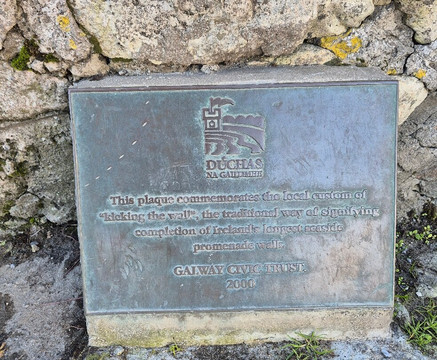 DÚCHAS
NA GAILLIMHE
This plaque commemorates the local custom of
"kicking the wall", the traditional way of signifying
completion of Ireland's longest seaside
promenade walk.
GALWAY CIVIC TRUST
2001